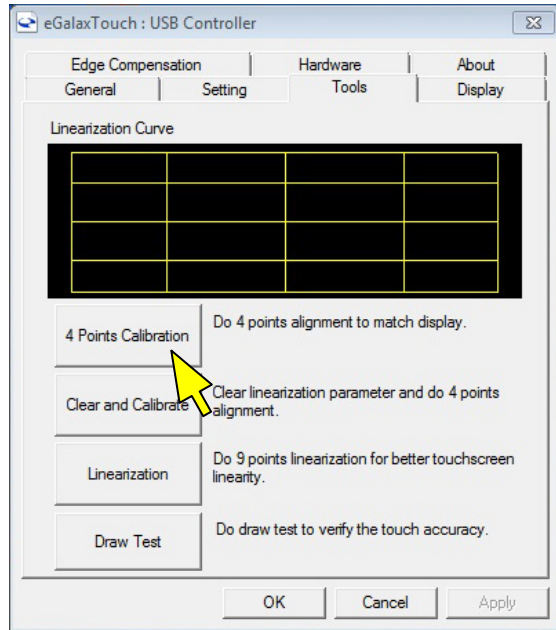 eGalaxTouch : USB Controller
Edge Compensation
Hardware
About
General
Setting
Tools
Display
Linearization Curve
4 Points Calibration
Do 4 points alignment to match display.
Clear and Calibrate
Clear linearization parameter and do 4 points
alignment.
Linearization
Do 9 points linearization for better touchscreen
linearity.
Draw Test
Do draw test to verify the touch accuracy.
OK
Cancel
Apply